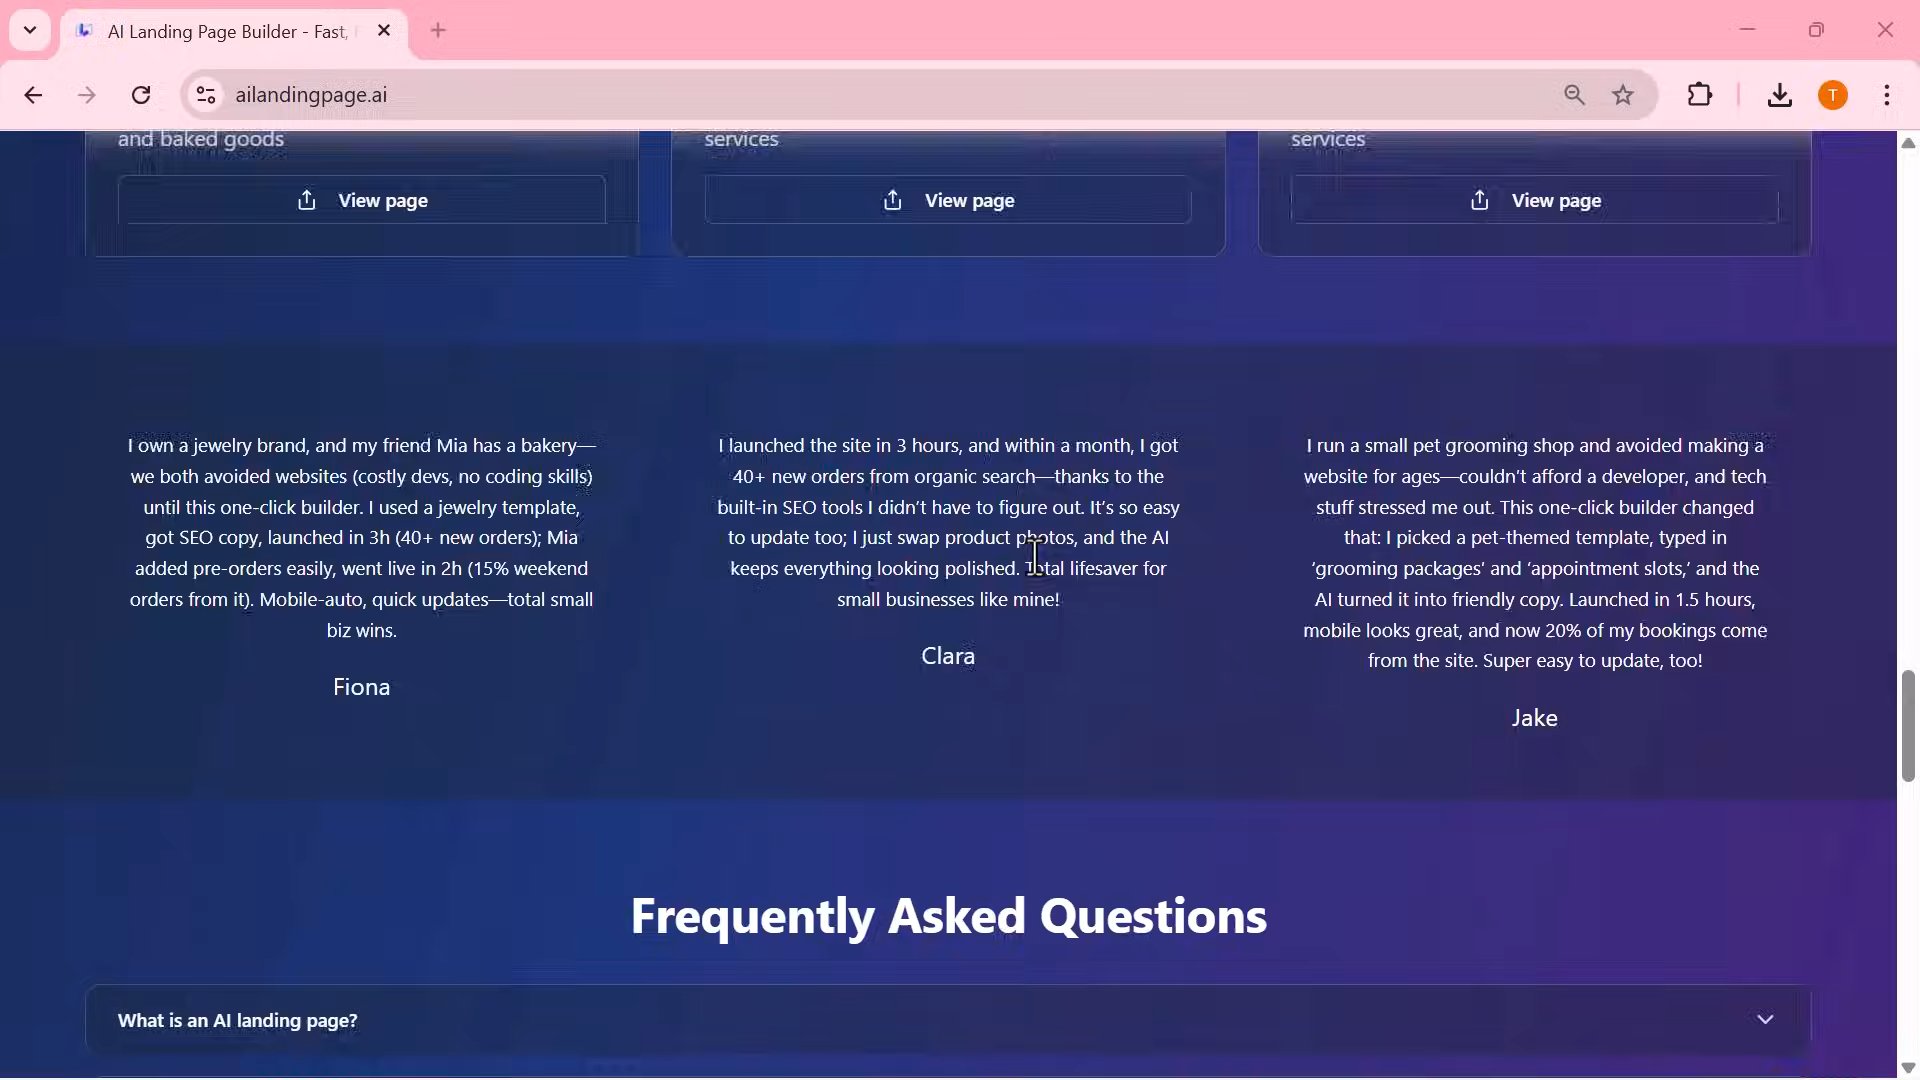 AI Landing Page Builder - Fast,
ailandingpage.ai
T
and baked goods
services
services
View page
View page
View page
I own a jewelry brand, and my friend Mia has a bakery—
we both avoided websites (costly devs, no coding skills)
until this one-click builder. I used a jewelry template,
got SEO copy, launched in 3h (40+ new orders); Mia
added pre-orders easily, went live in 2h (15% weekend
orders from it). Mobile-auto, quick updates—total small
biz wins.
Fiona
I launched the site in 3 hours, and within a month, I got
40+ new orders from organic search—thanks to the
built-in SEO tools I didn't have to figure out. It's so easy
to update too; I just swap product photos, and the AI
keeps everything looking polished. Total lifesaver for
small businesses like mine!
Clara
I run a small pet grooming shop and avoided making a
website for ages—couldn't afford a developer, and tech
stuff stressed me out. This one-click builder changed
that: I picked a pet-themed template, typed in
‘grooming packages’ and ‘appointment slots,’ and the
AI turned it into friendly copy. Launched in 1.5 hours,
mobile looks great, and now 20% of my bookings come
from the site. Super easy to update, too!
Jake
Frequently Asked Questions
What is an AI landing page?